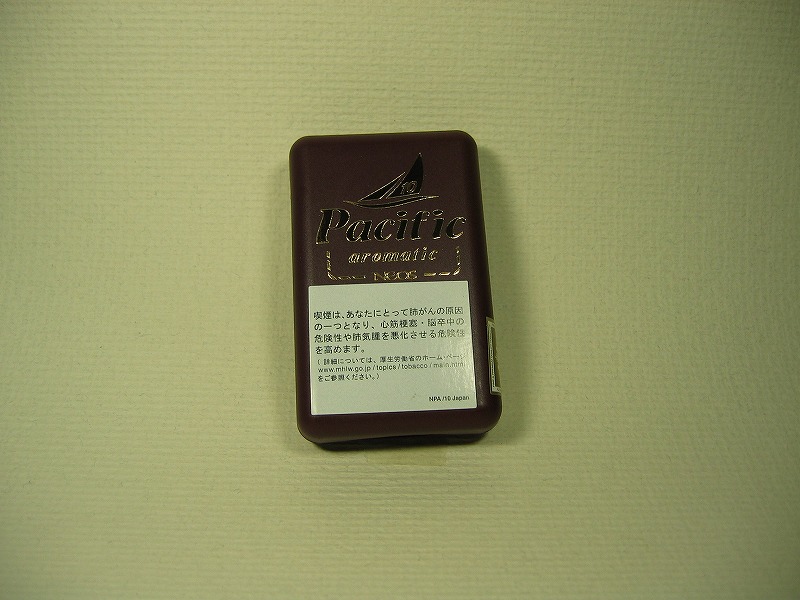 Pacific
aromatic
NEOS
喫煙は、あなたにとって肺がんの原因
の一つとなり、心筋梗塞・脳卒中の
危険性や肺気腫を悪化させる危険性
を高めます。
(詳細については、厚生労働省のホーム・ページ
www.mhlw.go.jp/topics/tobacco/main.html
をご参照ください。)
NPA /10 Japan